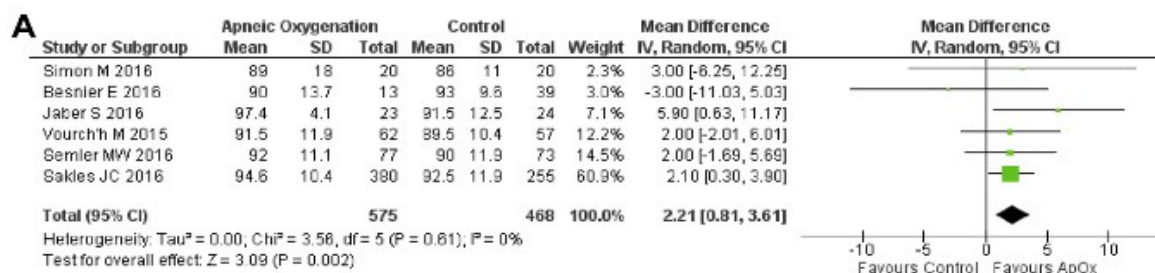 A
Apneic Oxygenation Control Mean Difference Mean Difference
Study or Subgroup Mean SD Total Mean SD Total Weight IV, Random, 95% CI IV, Random, 95% CI
Simon M 2016 89 18 20 86 11 20 2.3% 3.00 [-6.25, 12.25]
Besnier E 2016 90 13.7 13 93 9.6 39 3.0% -3.00 [-11.03, 5.03]
Jaber S 2016 97.4 4.1 23 91.5 12.5 24 7.1% 5.90 [0.63, 11.17]
Vourc'h M 2015 91.5 11.9 62 89.5 10.4 57 12.2% 2.00 [-2.01, 6.01]
Semler MW 2016 92 11.1 77 90 11.9 73 14.5% 2.00 [-1.69, 5.69]
Sakles JC 2016 94.6 10.4 380 92.5 11.9 255 60.9% 2.10 [0.30, 3.90]
Total (95% CI) 575 468 100.0% 2.21 [0.81, 3.61]
Heterogeneity: Tau² = 0.00; Chi² = 3.56, df = 5 (P = 0.61); I² = 0%
Test for overall effect: Z = 3.09 (P = 0.002)
-10 -5 0 5 10
Favours Control Favours ApOx